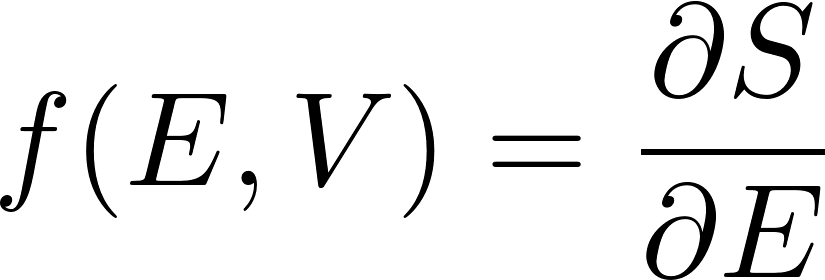 f(E, V) = ∂S/∂E